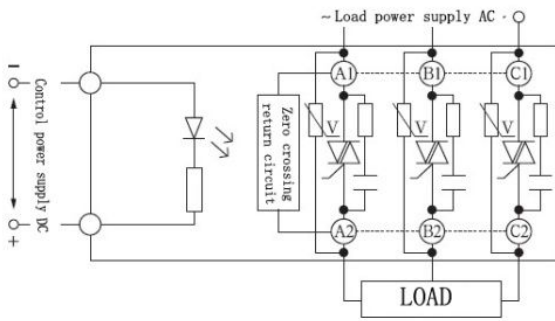 ~ Load power supply AC ·
A1
B1
C1
−
Control power supply DC
+
Zero crossing
return circuit
V
V
V
A2
B2
C2
LOAD